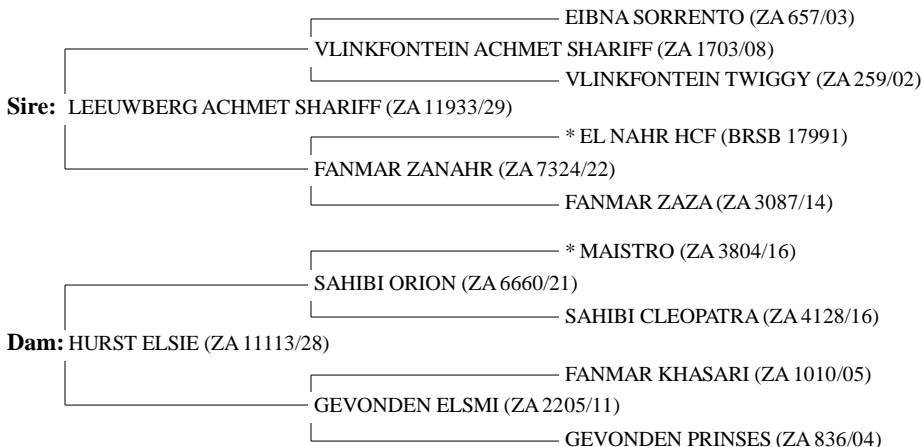 EIBNA SORRENTO (ZA 657/03)
VLINKFONTEIN ACHMET SHARIFF (ZA 1703/08)
VLINKFONTEIN TWIGGY (ZA 259/02)
Sire: LEEUWBERG ACHMET SHARIFF (ZA 11933/29)
* EL NAHR HCF (BRSB 17991)
FANMAR ZANAHR (ZA 7324/22)
FANMAR ZAZA (ZA 3087/14)
* MAISTRO (ZA 3804/16)
SAHIBI ORION (ZA 6660/21)
SAHIBI CLEOPATRA (ZA 4128/16)
Dam: HURST ELSIE (ZA 11113/28)
FANMAR KHASARI (ZA 1010/05)
GEVONDEN ELSMI (ZA 2205/11)
GEVONDEN PRINSES (ZA 836/04)